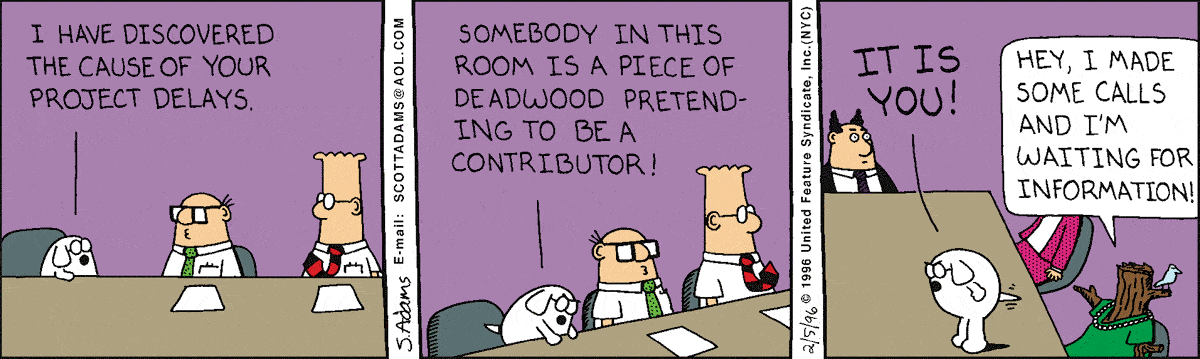 I HAVE DISCOVERED
THE CAUSE OF YOUR
PROJECT DELAYS.
S.Adams E-mail: SCOTTADAMS@AOL.COM
SOMEBODY IN THIS
ROOM IS A PIECE OF
DEADWOOD PRETEND-
ING TO BE A
CONTRIBUTOR!
2/5/96 © 1996 United Feature Syndicate, Inc.(NYC)
IT IS
YOU!
HEY, I MADE
SOME CALLS
AND I'M
WAITING FOR
INFORMATION!